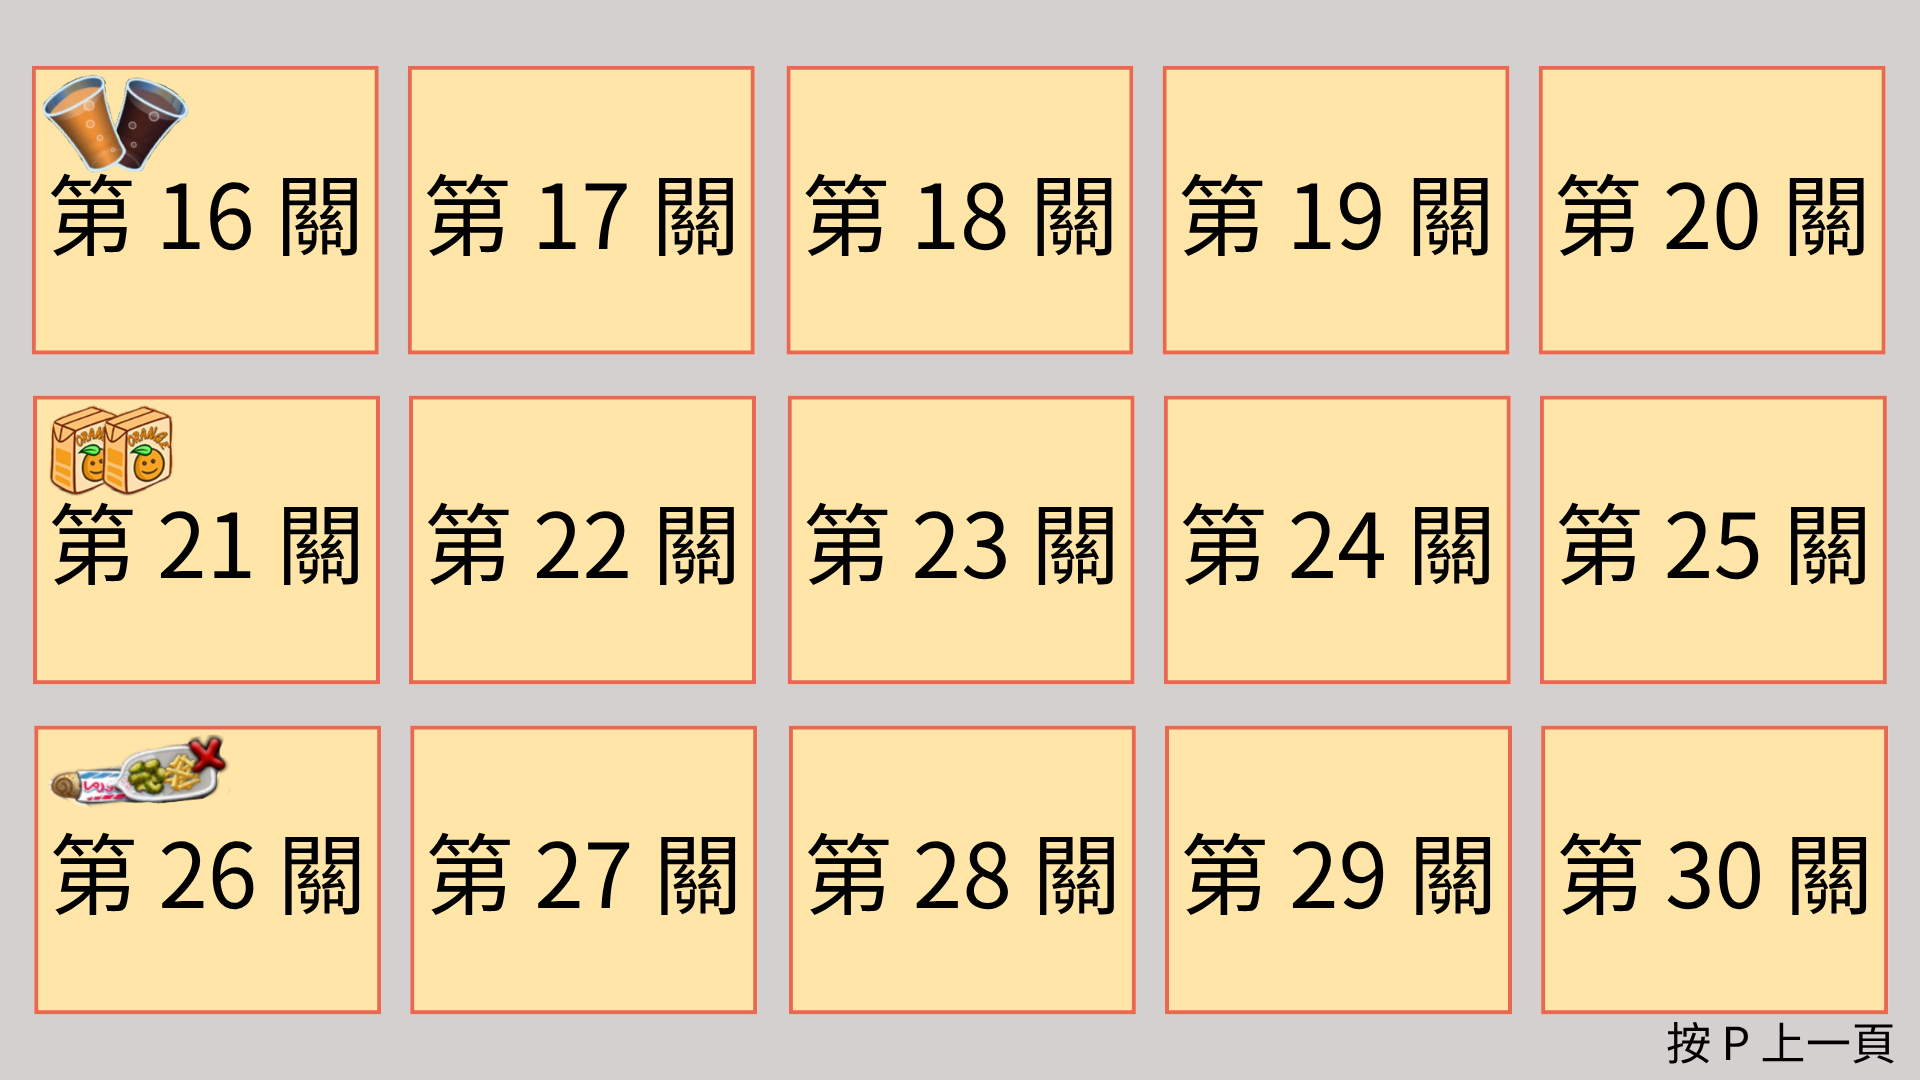 第 16 關
第 17 關
第 18 關
第 19 關
第 20 關
ORANGE
第 21 關
第 22 關
第 23 關
第 24 關
第 25 關
第 26 關
第 27 關
第 28 關
第 29 關
第 30 關
按 P 上一頁